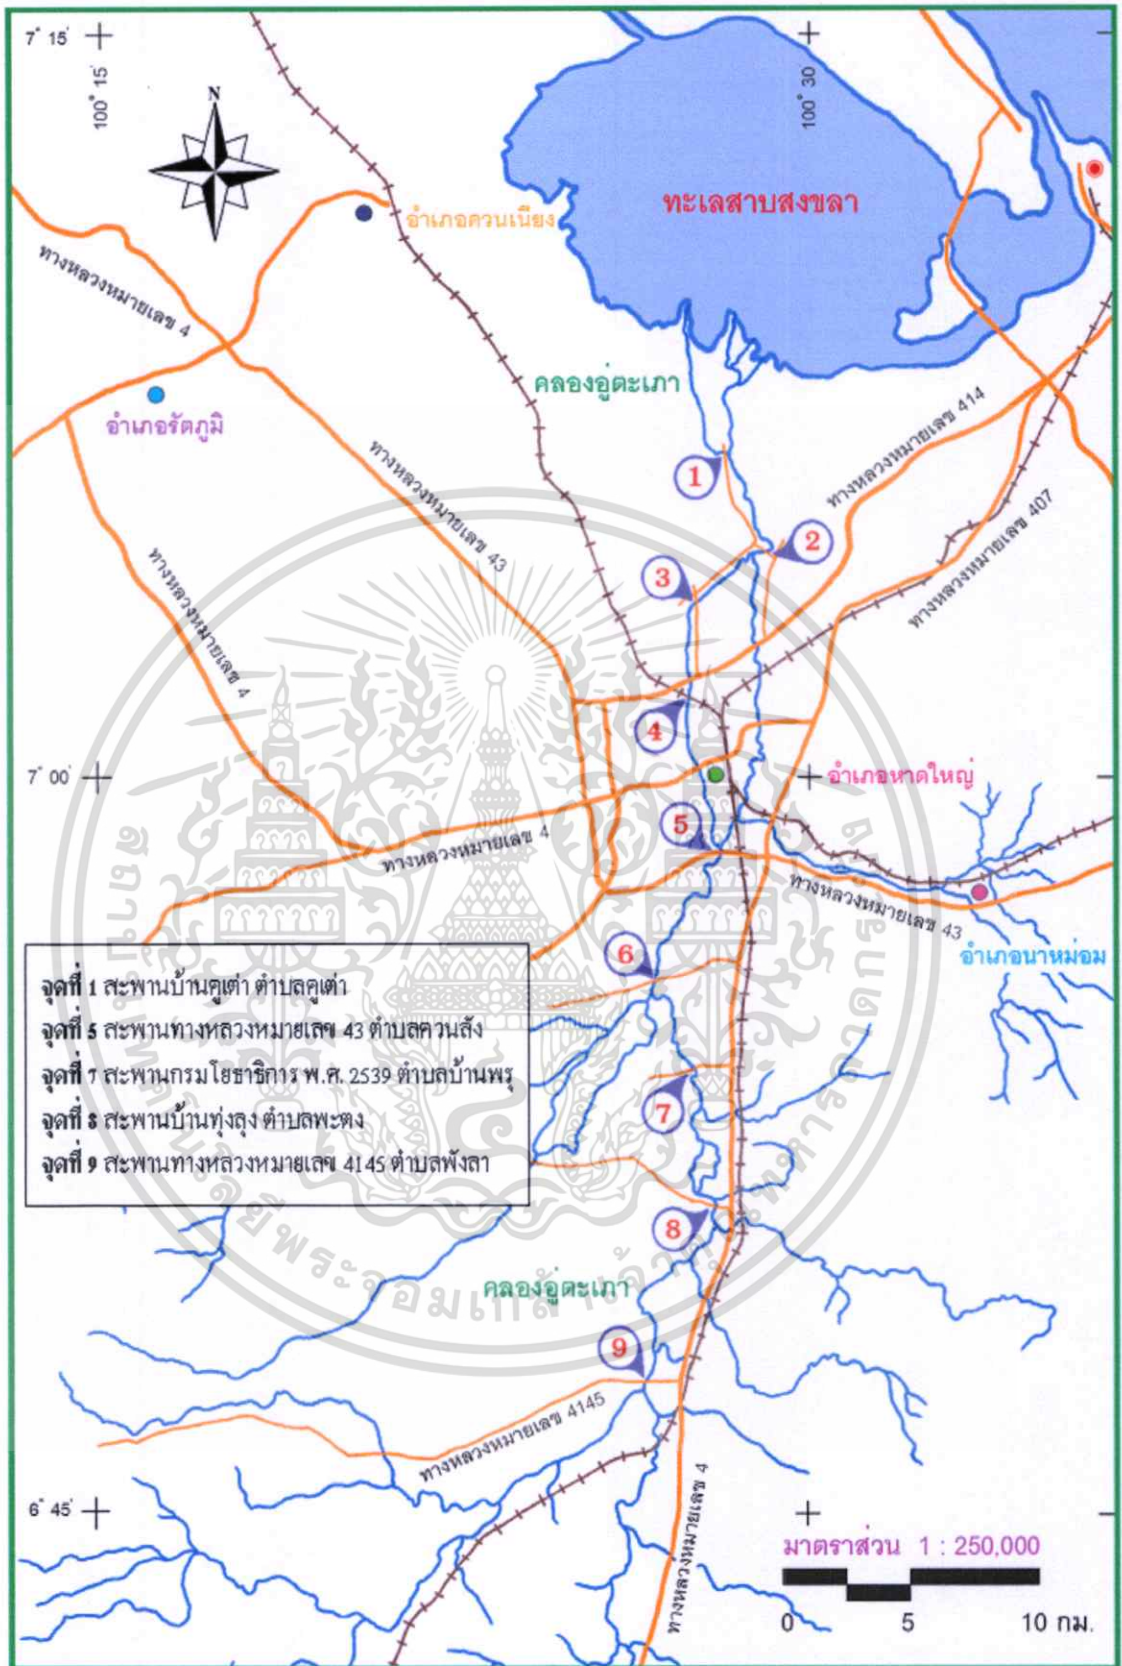 7° 15'
100° 15'
N
100° 30'
ทะเลสาบสงขลา
อำเภอควนเนียง
ทางหลวงหมายเลข 4
คลองอู่ตะเภา
อำเภอรัตภูมิ
ทางหลวงหมายเลข 414
ทางหลวงหมายเลข 43
1
ทางหลวงหมายเลข 407
2
3
ทางหลวงหมายเลข 4
4
7° 00'
อำเภอหาดใหญ่
5
ทางหลวงหมายเลข 4
ทางหลวงหมายเลข 43
6
อำเภอนาหม่อม
จุดที่ 1 สะพานบ้านคูเต่า ตำบลคูเต่า
จุดที่ 5 สะพานทางหลวงหมายเลข 43 ตำบลควนลัง
จุดที่ 7 สะพานกรมโยธาธิการ พ.ศ. 2539 ตำบลบ้านพรุ
จุดที่ 8 สะพานบ้านทุ่งลุง ตำบลพะตง
จุดที่ 9 สะพานทางหลวงหมายเลข 4145 ตำบลพังลา
7
8
คลองอู่ตะเภา
9
ทางหลวงหมายเลข 4145
6° 45'
ทางหลวงหมายเลข 4
มาตราส่วน 1 : 250,000
0 5 10 กม.